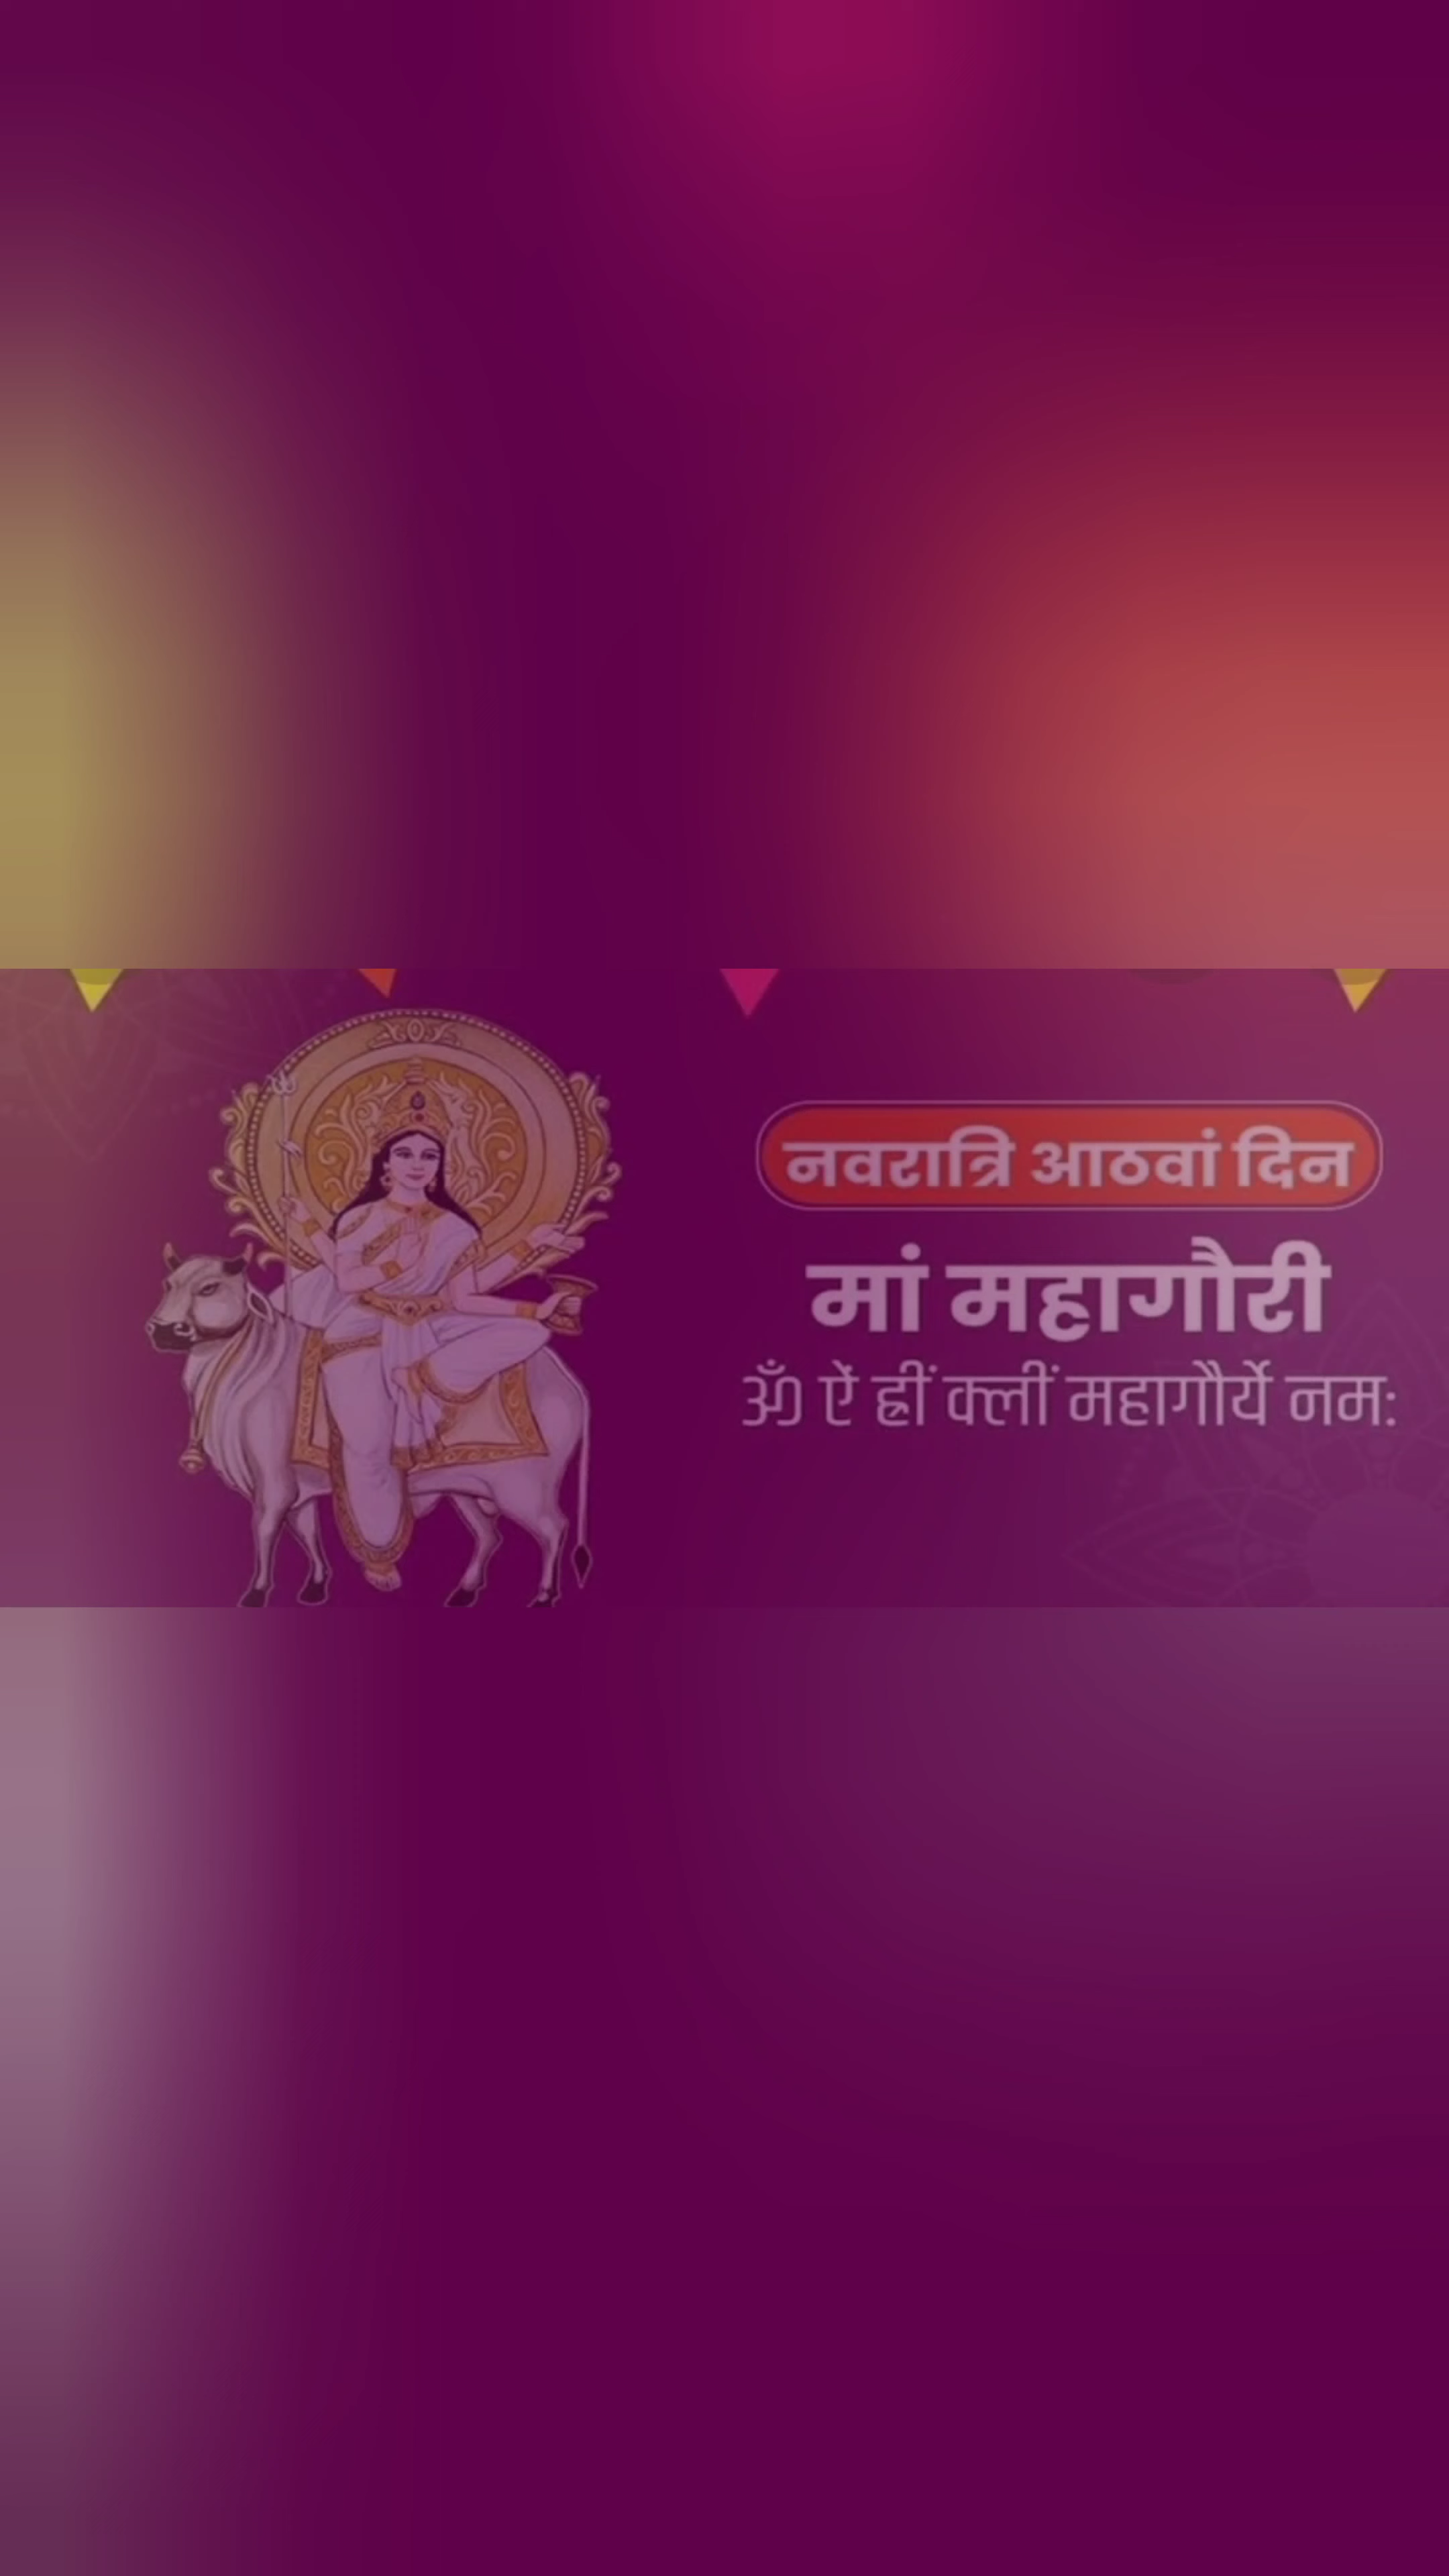 नवरात्रि आठवां दिन
मां महागौरी
ॐ ऐं ह्रीं क्लीं महागौर्ये नम: